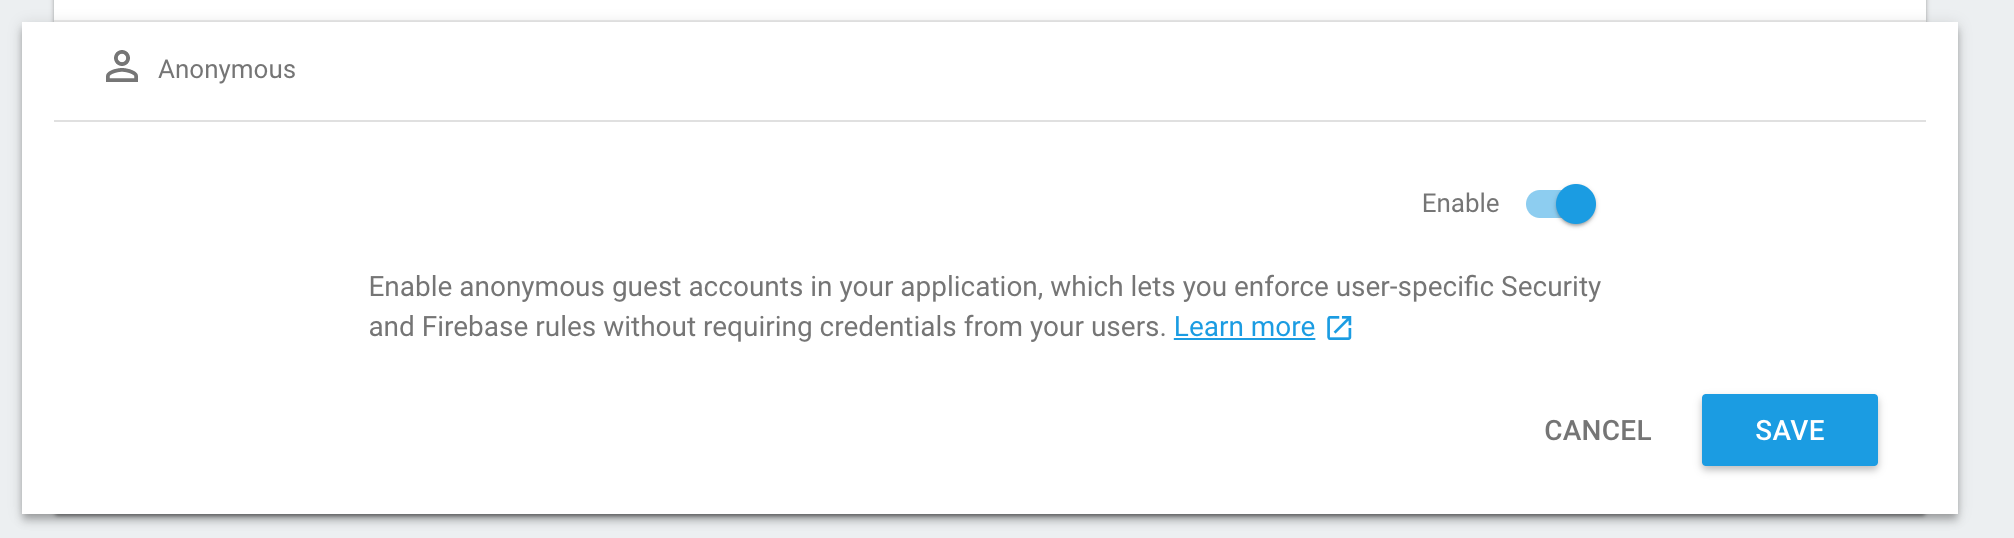 Anonymous
Enable
Enable anonymous guest accounts in your application, which lets you enforce user-specific Security
and Firebase rules without requiring credentials from your users. Learn more
CANCEL
SAVE